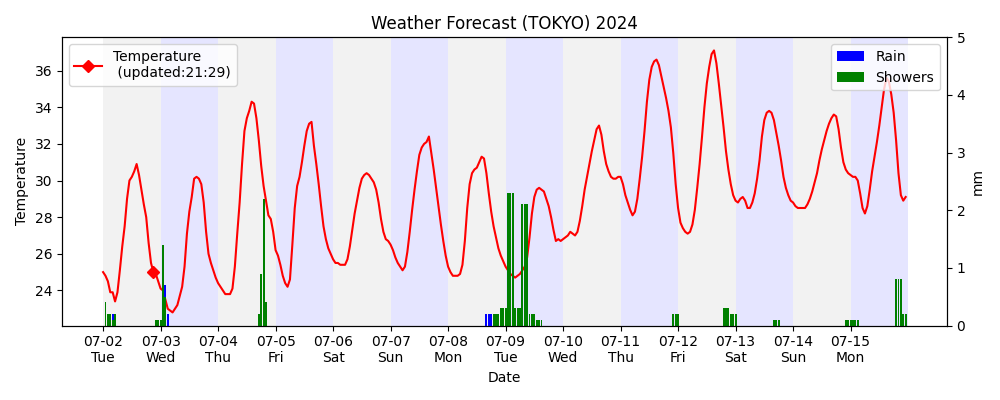 Weather Forecast (TOKYO) 2024
Temperature
(updated:21:29)
Rain
Showers
Temperature
36
34
32
30
28
26
24
5
4
3
2
1
0
mm
07-02 07-03 07-04 07-05 07-06 07-07 07-08 07-09 07-10 07-11 07-12 07-13 07-14 07-15
Tue Wed Thu Fri Sat Sun Mon Tue Wed Thu Fri Sat Sun Mon
Date